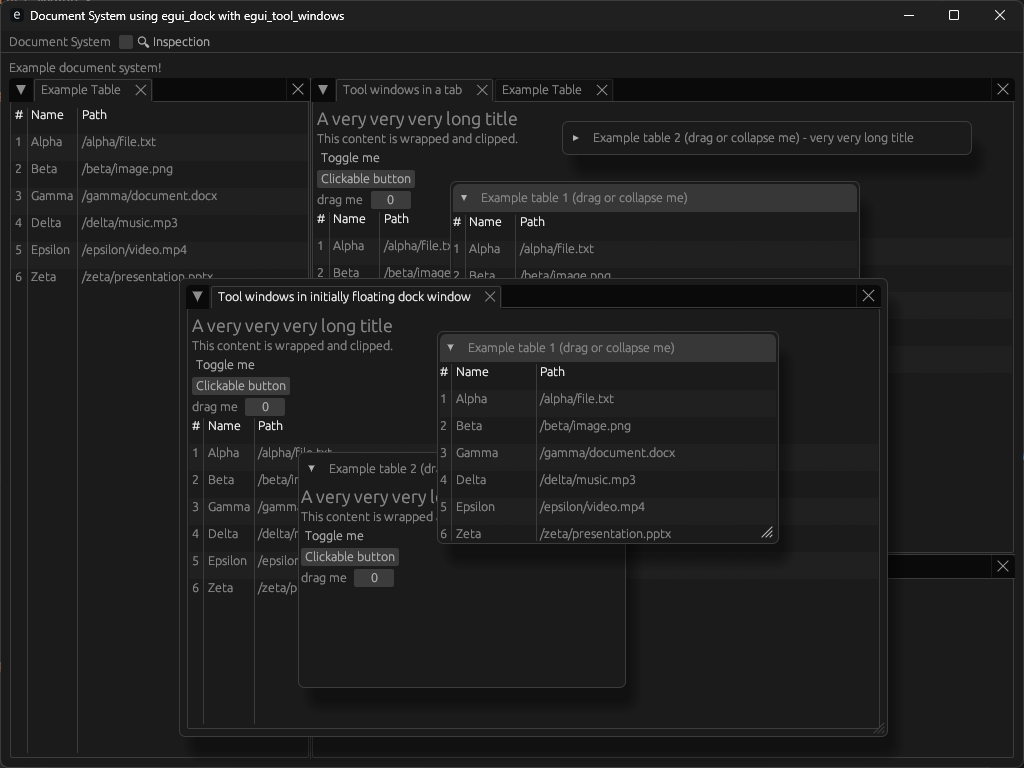 Document System using egui_dock with egui_tool_windows
Document System Inspection
Example document system!
Example Table
# Name Path
1 Alpha /alpha/file.txt
2 Beta /beta/image.png
3 Gamma /gamma/document.docx
4 Delta /delta/music.mp3
5 Epsilon /epsilon/video.mp4
6 Zeta /zeta/presentation.pptx
Tool windows in a tab
Example Table
A very very very long title
This content is wrapped and clipped.
Toggle me
Clickable button
drag me 0
# Name Path
1 Alpha /alpha/file.tx
2 Beta /beta/image
Example table 2 (drag or collapse me) - very very long title
Example table 1 (drag or collapse me)
# Name Path
1 Alpha /alpha/file.txt
2 Beta /beta/image.png
Tool windows in initially floating dock window
A very very very long title
This content is wrapped and clipped.
Toggle me
Clickable button
drag me 0
# Name Path
1 Alpha /alpha/file.txt
2 Beta /beta/i
3 Gamma /gamm
4 Delta /delta/
5 Epsilon /epsilon
6 Zeta /zeta/p
Example table 2 (dr
A very very very l
This content is wrapped
Toggle me
Clickable button
drag me 0
Example table 1 (drag or collapse me)
# Name Path
1 Alpha /alpha/file.txt
2 Beta /beta/image.png
3 Gamma /gamma/document.docx
4 Delta /delta/music.mp3
5 Epsilon /epsilon/video.mp4
6 Zeta /zeta/presentation.pptx